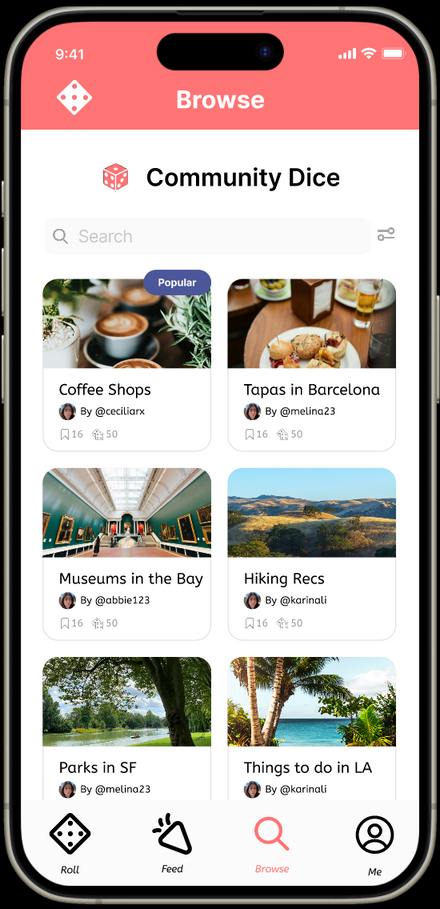 9:41
Browse
Community Dice
Search
Popular
Coffee Shops
By @ceciliarx
16 50
Tapas in Barcelona
By @melina23
16 50
Museums in the Bay
By @abbie123
16 50
Hiking Recs
By @karinali
16 50
Parks in SF
By @melina23
Things to do in LA
By @karinali
Roll
Feed
Browse
Me